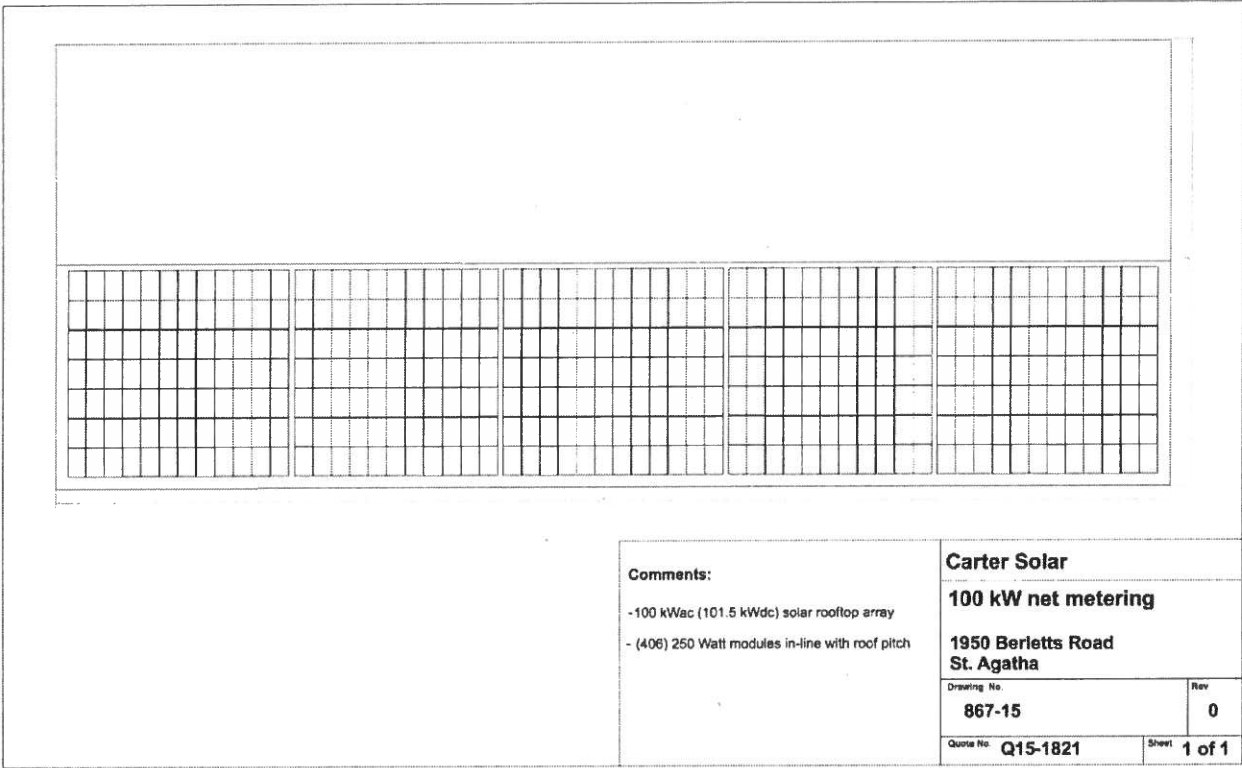 Comments:
-100 kWac (101.5 kWdc) solar rooftop array
- (406) 250 Watt modules in-line with roof pitch
Carter Solar
100 kW net metering
1950 Berletts Road
St. Agatha
Drawing No.
867-15
Rev
0
Quote No. Q15-1821
Sheet 1 of 1